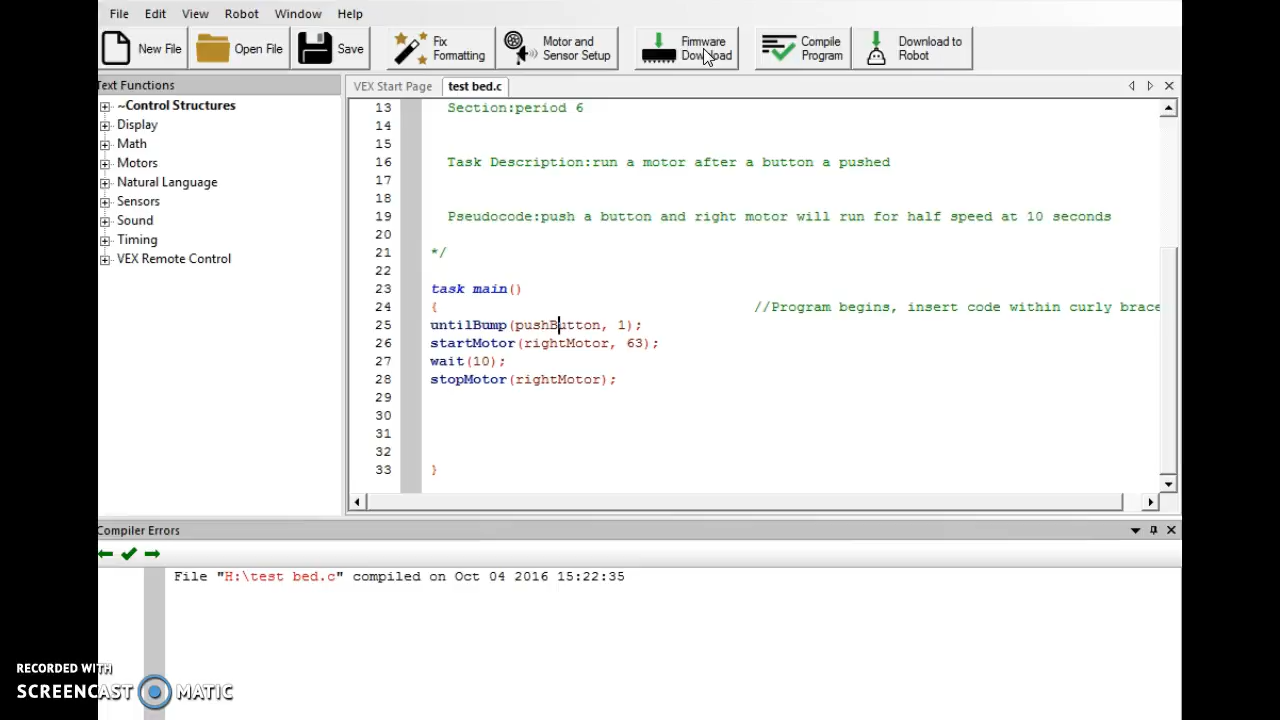 File Edit View Robot Window Help
New File Open File Save Fix Formatting Motor and Sensor Setup Firmware Download Compile Program Download to Robot
Text Functions
VEX Start Page test bed.c
~Control Structures
Display
Math
Motors
Natural Language
Sensors
Sound
Timing
VEX Remote Control
13 Section:period 6
14
15
16 Task Description:run a motor after a button a pushed
17
18
19 Pseudocode:push a button and right motor will run for half speed at 10 seconds
20
21 */
22
23 task main()
24 { //Program begins, insert code within curly brace
25 untilBump(pushButton, 1);
26 startMotor(rightMotor, 63);
27 wait(10);
28 stopMotor(rightMotor);
29
30
31
32
33 }
Compiler Errors
File "H:\test bed.c" compiled on Oct 04 2016 15:22:35
RECORDED WITH
SCREENCAST MATIC